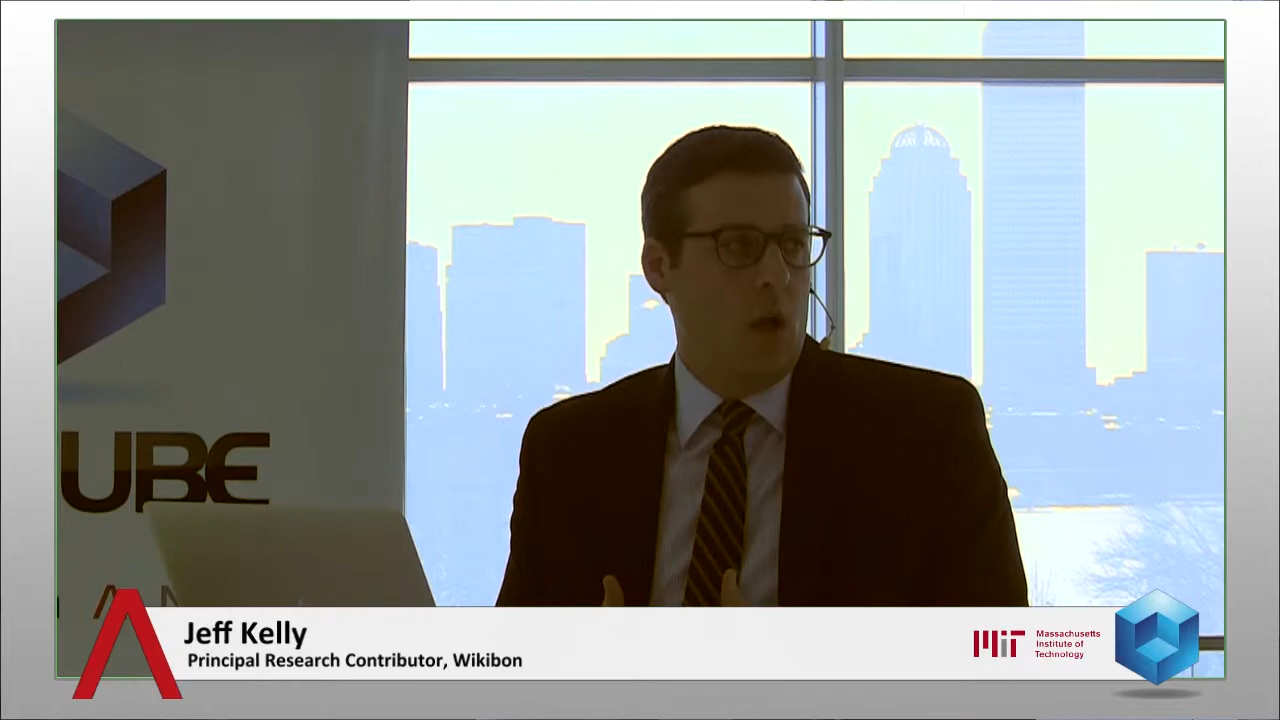 UBE
Jeff Kelly
Principal Research Contributor, Wikibon
MIT
Massachusetts
Institute of
Technology